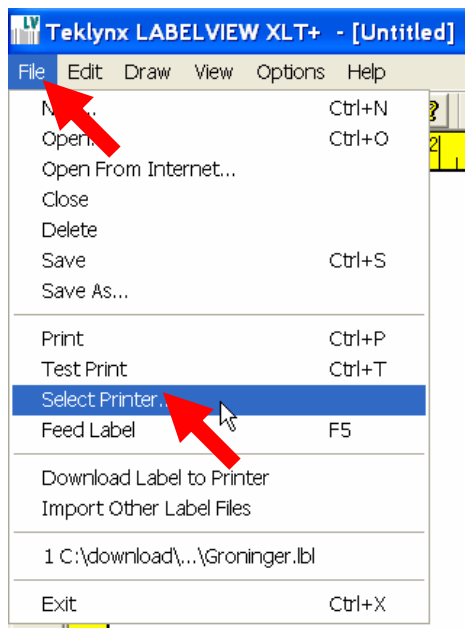 LV Teklynx LABELVIEW XLT+ - [Untitled]
File Edit Draw View Options Help
Ctrl+N
Open... Ctrl+O
Open From Internet...
Close
Delete
Save Ctrl+S
Save As...
Print Ctrl+P
Test Print Ctrl+T
Select Printer...
Feed Label F5
Download Label to Printer
Import Other Label Files
1 C:\download\...\Groninger.lbl
Exit Ctrl+X
?
2